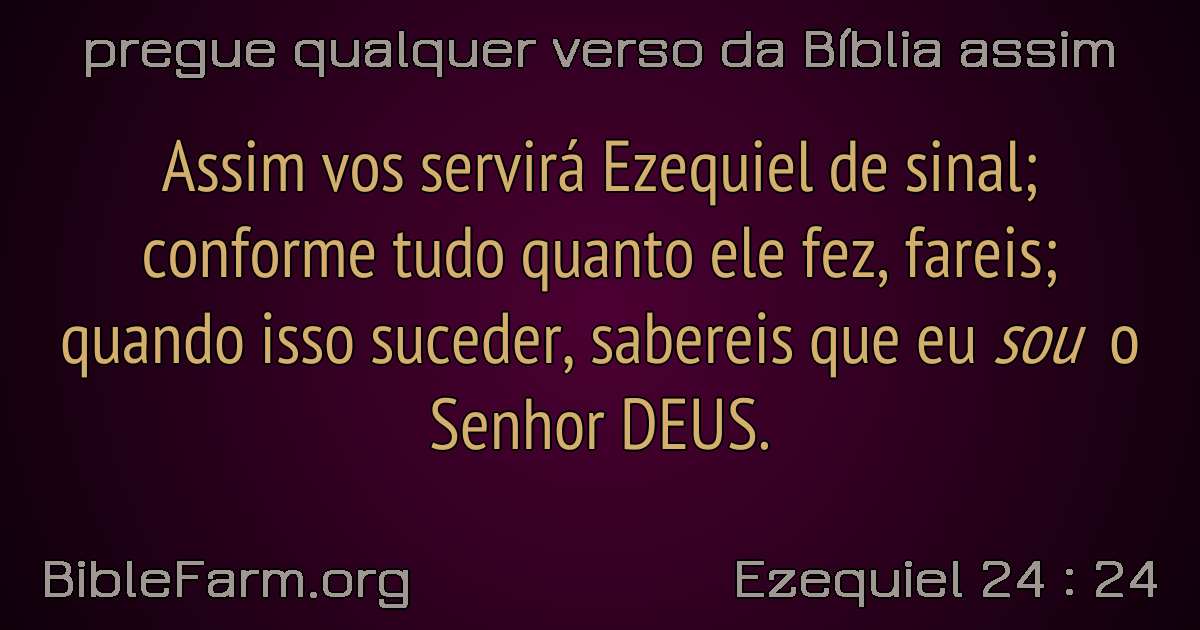 pregue qualquer verso da Bíblia assim
Assim vos servirá Ezequiel de sinal;
conforme tudo quanto ele fez, fareis;
quando isso suceder, sabereis que eu sou o
Senhor DEUS.
BibleFarm.org
Ezequiel 24 : 24